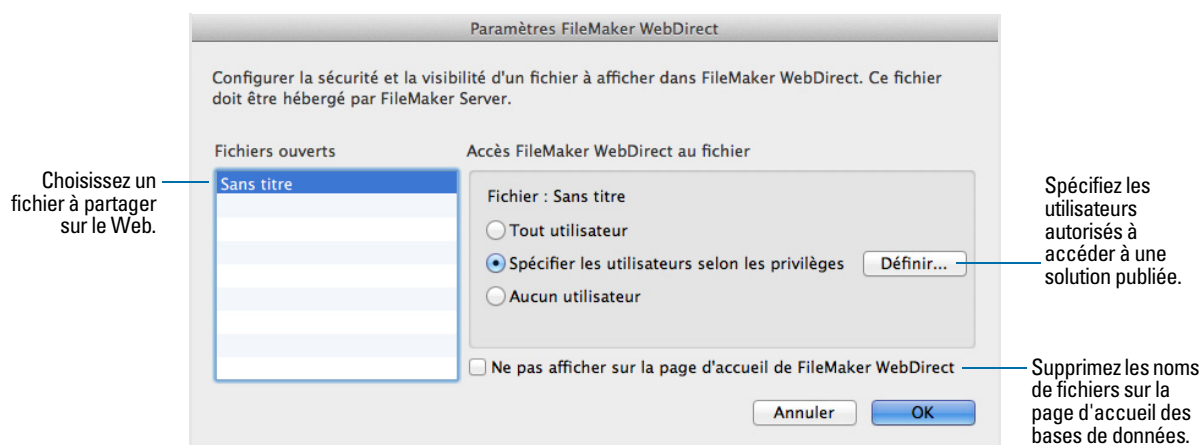 Paramètres FileMaker WebDirect
Configurer la sécurité et la visibilité d'un fichier à afficher dans FileMaker WebDirect. Ce fichier
doit être hébergé par FileMaker Server.
Fichiers ouverts
Accès FileMaker WebDirect au fichier
Choisissez un
fichier à partager
sur le Web.
Sans titre
Fichier : Sans titre
Tout utilisateur
Spécifier les utilisateurs selon les privilèges
Définir...
Aucun utilisateur
Spécifiez les
utilisateurs
autorisés à
accéder à une
solution publiée.
Ne pas afficher sur la page d'accueil de FileMaker WebDirect
Supprimez les noms
de fichiers sur la
page d'accueil des
bases de données.
Annuler
OK